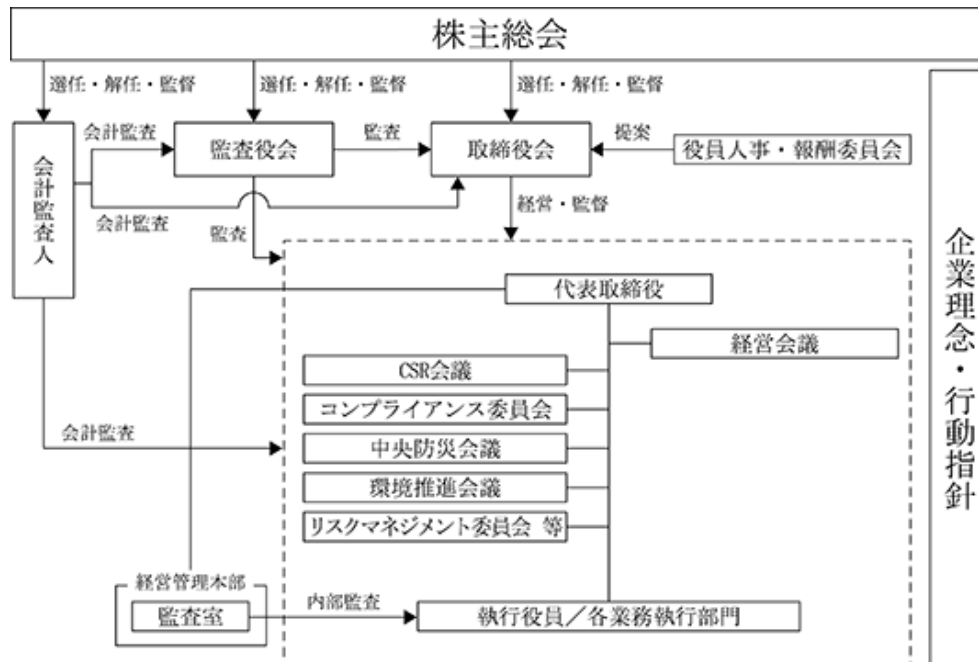 株主総会
選任・解任・監督
選任・解任・監督
選任・解任・監督
会計監査人
会計監査
監査役会
監査
取締役会
提案
役員人事・報酬委員会
会計監査
監査
経営・監督
企業理念・行動指針
代表取締役
経営会議
CSR会議
コンプライアンス委員会
会計監査
中央防災会議
環境推進会議
リスクマネジメント委員会 等
経営管理本部
監査室
内部監査
執行役員／各業務執行部門